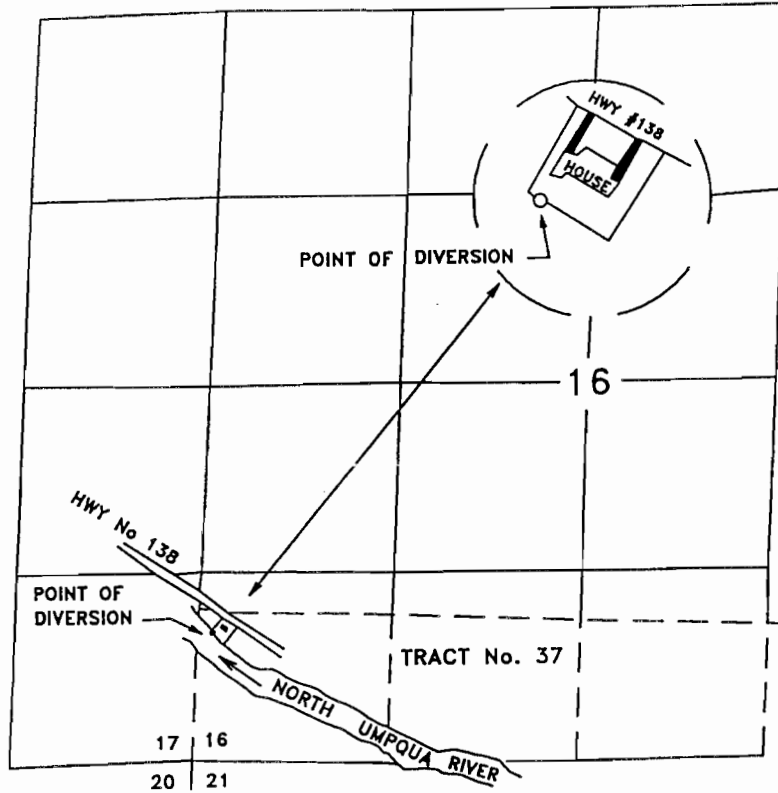 HWY #138
HOUSE
POINT OF DIVERSION
16
HWY No 138
POINT OF
DIVERSION
TRACT No. 37
NORTH UMPQUA RIVER
17 16
20 21